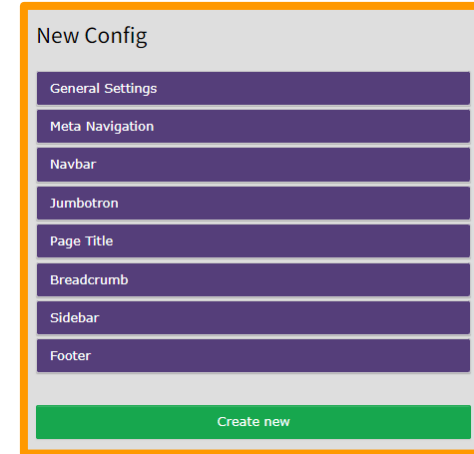 New Config
General Settings
Meta Navigation
Navbar
Jumbotron
Page Title
Breadcrumb
Sidebar
Footer
Create new